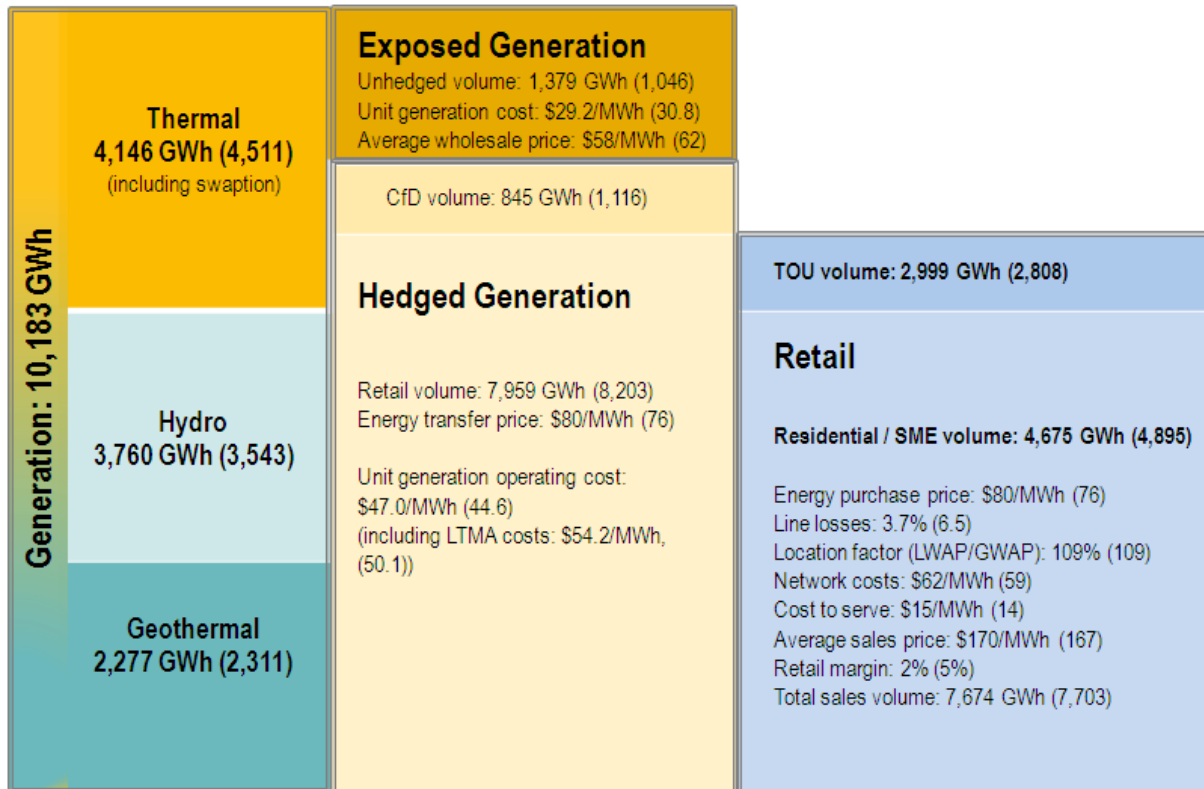 Generation: 10,183 GWh
Thermal
4,146 GWh (4,511)
(including swaption)
Hydro
3,760 GWh (3,543)
Geothermal
2,277 GWh (2,311)
Exposed Generation
Unhedged volume: 1,379 GWh (1,046)
Unit generation cost: $29.2/MWh (30.8)
Average wholesale price: $58/MWh (62)
CfD volume: 845 GWh (1,116)
Hedged Generation
Retail volume: 7,959 GWh (8,203)
Energy transfer price: $80/MWh (76)
Unit generation operating cost:
$47.0/MWh (44.6)
(including LTMA costs: $54.2/MWh,
(50.1))
TOU volume: 2,999 GWh (2,808)
Retail
Residential / SME volume: 4,675 GWh (4,895)
Energy purchase price: $80/MWh (76)
Line losses: 3.7% (6.5)
Location factor (LWAP/GWAP): 109% (109)
Network costs: $62/MWh (59)
Cost to serve: $15/MWh (14)
Average sales price: $170/MWh (167)
Retail margin: 2% (5%)
Total sales volume: 7,674 GWh (7,703)